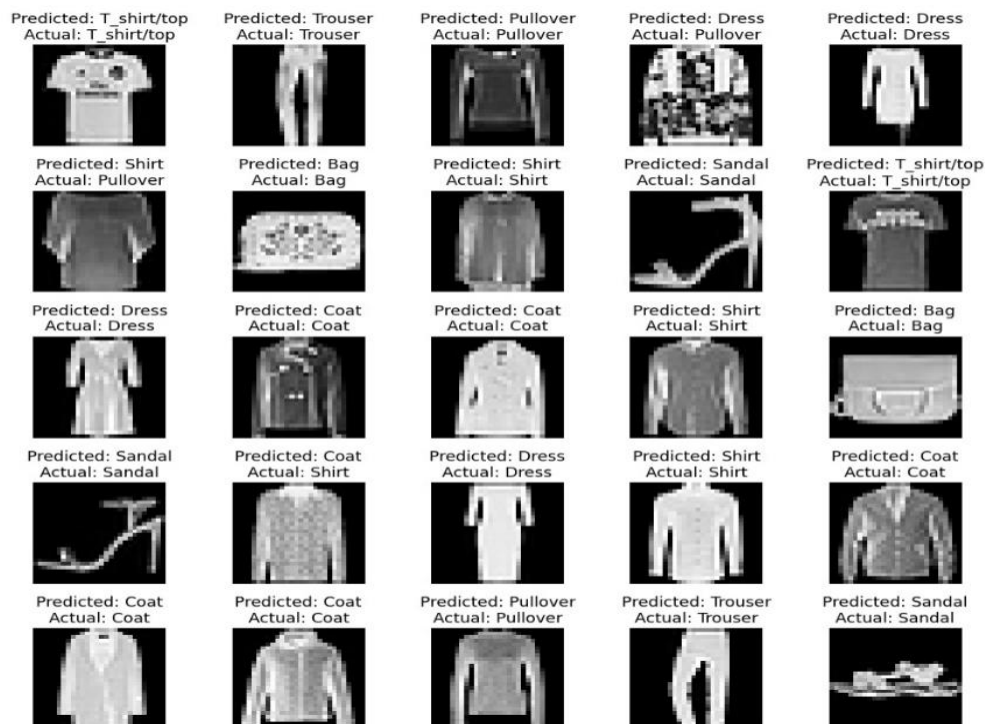 Predicted: T_shirt/top
Actual: T_shirt/top
Predicted: Trouser
Actual: Trouser
Predicted: Pullover
Actual: Pullover
Predicted: Dress
Actual: Pullover
Predicted: Dress
Actual: Dress
Predicted: Shirt
Actual: Pullover
Predicted: Bag
Actual: Bag
Predicted: Shirt
Actual: Shirt
Predicted: Sandal
Actual: Sandal
Predicted: T_shirt/top
Actual: T_shirt/top
Predicted: Dress
Actual: Dress
Predicted: Coat
Actual: Coat
Predicted: Coat
Actual: Coat
Predicted: Shirt
Actual: Shirt
Predicted: Bag
Actual: Bag
Predicted: Sandal
Actual: Sandal
Predicted: Coat
Actual: Shirt
Predicted: Dress
Actual: Dress
Predicted: Shirt
Actual: Shirt
Predicted: Coat
Actual: Coat
Predicted: Coat
Actual: Coat
Predicted: Coat
Actual: Coat
Predicted: Pullover
Actual: Pullover
Predicted: Trouser
Actual: Trouser
Predicted: Sandal
Actual: Sandal